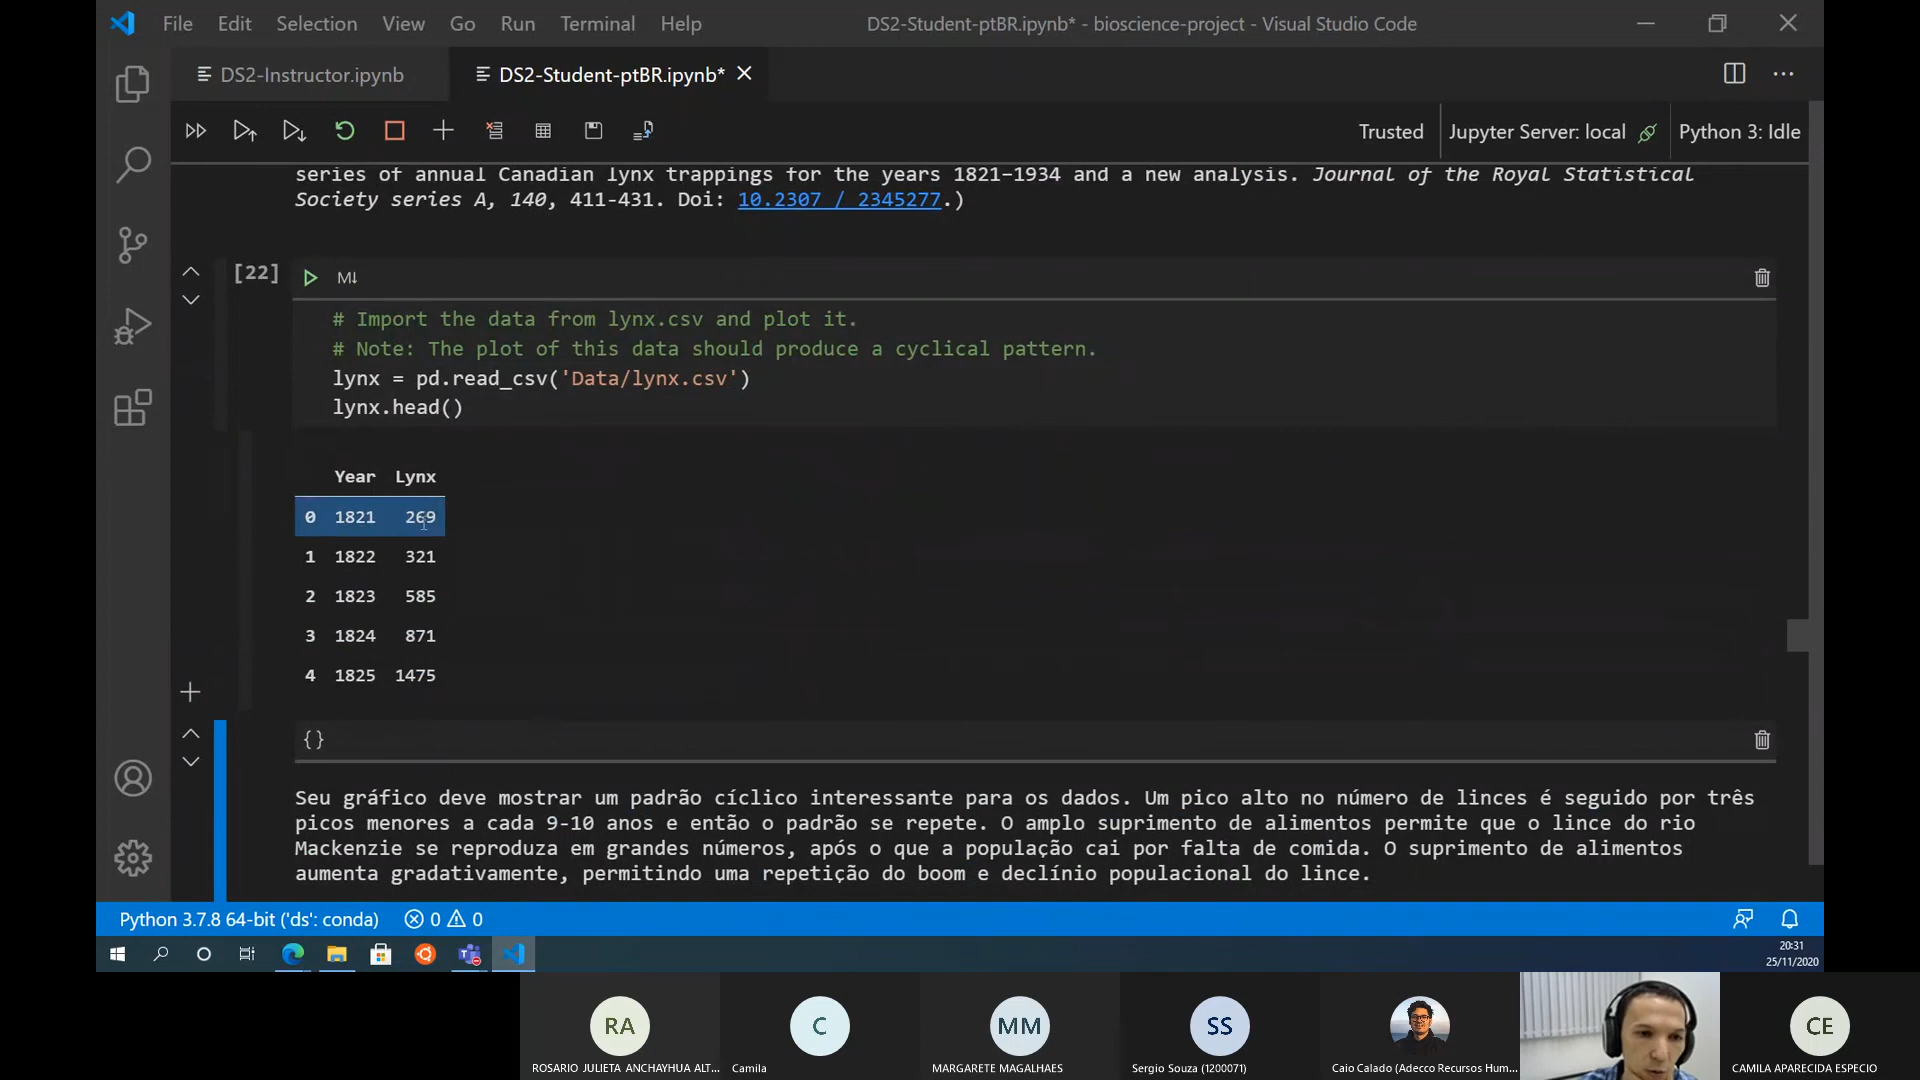 File Edit Selection View Go Run Terminal Help DS2-Student-ptBR.ipynb* - bioscience-project - Visual Studio Code
DS2-Instructor.ipynb DS2-Student-ptBR.ipynb*
Trusted Jupyter Server: local Python 3: Idle
series of annual Canadian lynx trappings for the years 1821–1934 and a new analysis. Journal of the Royal Statistical
Society series A, 140, 411-431. Doi: 10.2307 / 2345277.)
[22] M↓
# Import the data from lynx.csv and plot it.
# Note: The plot of this data should produce a cyclical pattern.
lynx = pd.read_csv('Data/lynx.csv')
lynx.head()
Year Lynx
0 1821 269
1 1822 321
2 1823 585
3 1824 871
4 1825 1475
{}
Seu gráfico deve mostrar um padrão cíclico interessante para os dados. Um pico alto no número de linces é seguido por três
picos menores a cada 9-10 anos e então o padrão se repete. O amplo suprimento de alimentos permite que o lince do rio
Mackenzie se reproduza em grandes números, após o que a população cai por falta de comida. O suprimento de alimentos
aumenta gradativamente, permitindo uma repetição do boom e declínio populacional do lince.
Python 3.7.8 64-bit ('ds': conda) 0 0
20:31
25/11/2020
RA C MM SS CE
ROSARIO JULIETA ANCHAYHUA ALT... Camila MARGARETE MAGALHAES Sergio Souza (1200071) Caio Calado (Adecco Recursos Hum... CAMILA APARECIDA ESPECIO